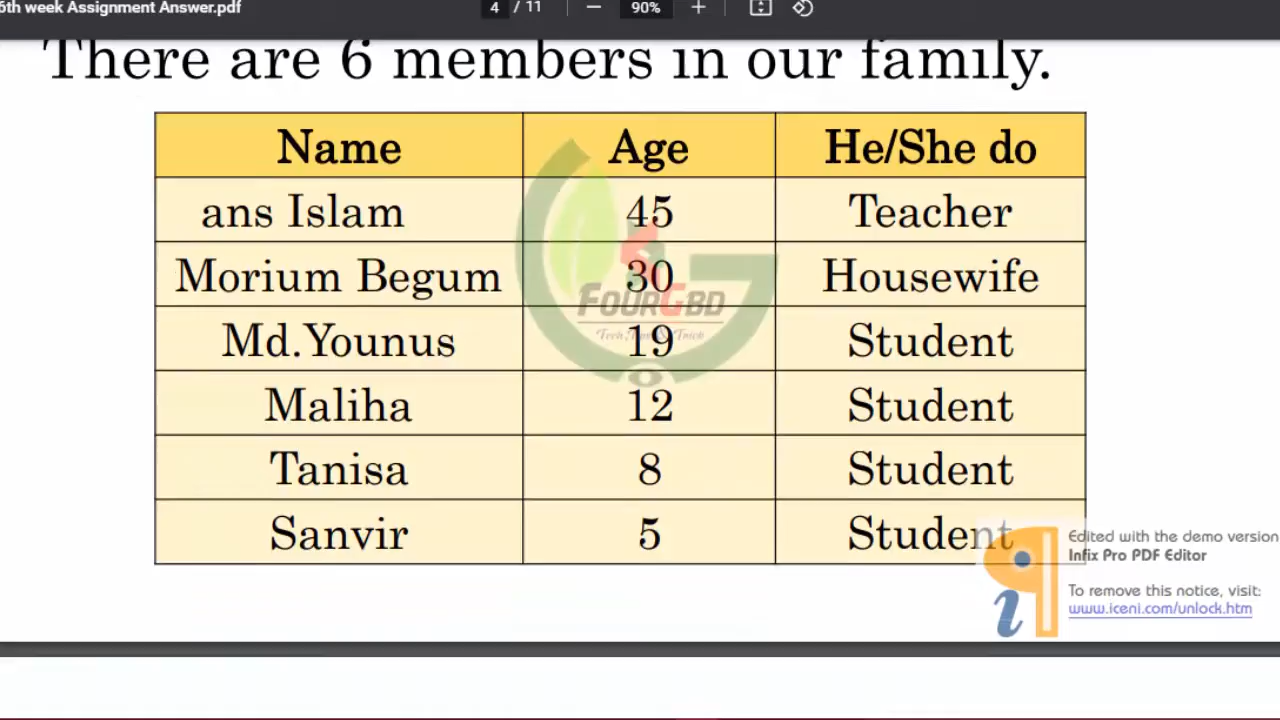 6th week Assignment Answer.pdf 4 / 11 — 90% +
There are 6 members in our family.
Name Age He/She do
ans Islam 45 Teacher
Morium Begum 30 Housewife
FOURGBD
Md.Younus 19 Student
Maliha 12 Student
Tanisa 8 Student
Sanvir 5 Student
Edited with the demo version
Infix Pro PDF Editor
To remove this notice, visit:
www.iceni.com/unlock.htm